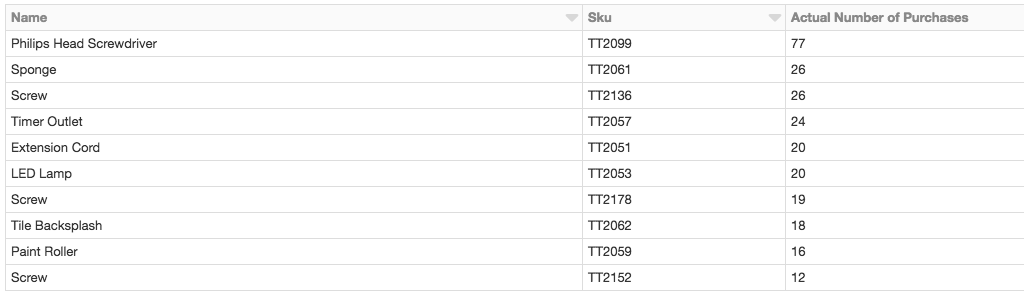 Name Sku Actual Number of Purchases
Philips Head Screwdriver TT2099 77
Sponge TT2061 26
Screw TT2136 26
Timer Outlet TT2057 24
Extension Cord TT2051 20
LED Lamp TT2053 20
Screw TT2178 19
Tile Backsplash TT2062 18
Paint Roller TT2059 16
Screw TT2152 12